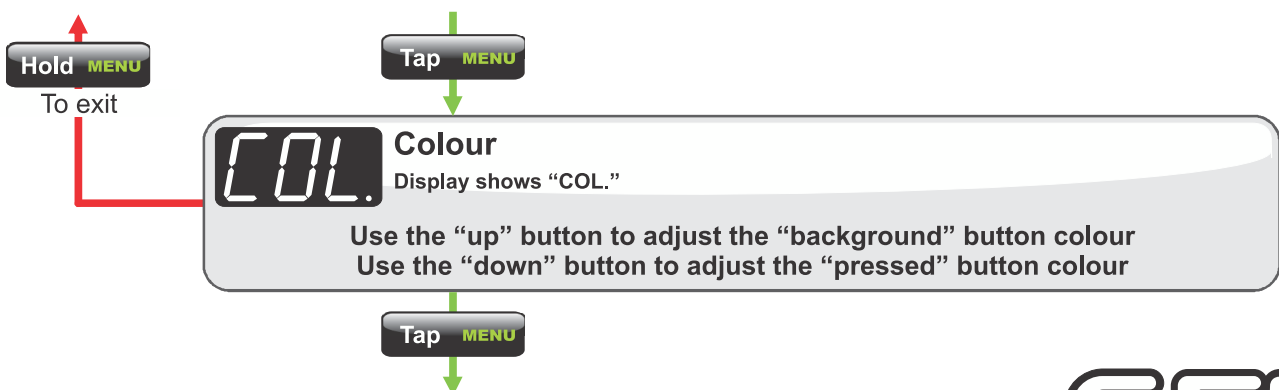 Tap MENU
Hold MENU
To exit
COL.
Colour
Display shows “COL.”
Use the “up” button to adjust the “background” button colour
Use the “down” button to adjust the “pressed” button colour
Tap MENU